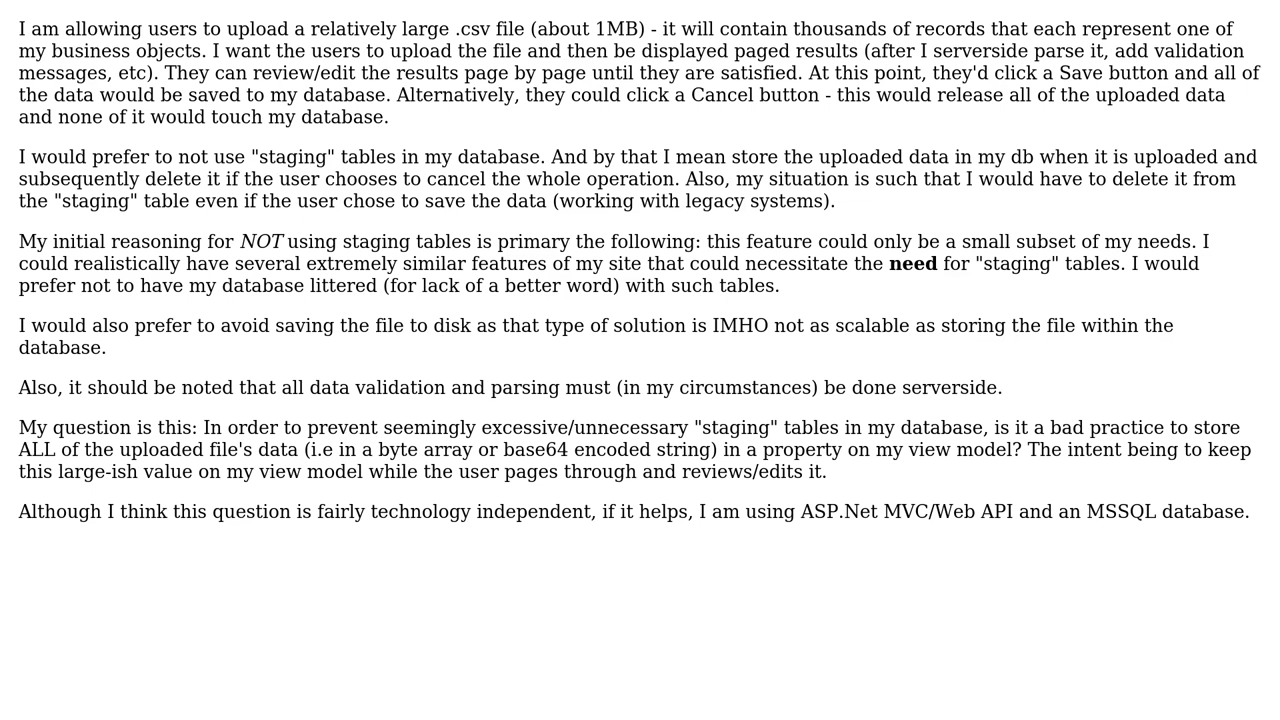 I am allowing users to upload a relatively large .csv file (about 1MB) - it will contain thousands of records that each represent one of
my business objects. I want the users to upload the file and then be displayed paged results (after I serverside parse it, add validation
messages, etc). They can review/edit the results page by page until they are satisfied. At this point, they'd click a Save button and all of
the data would be saved to my database. Alternatively, they could click a Cancel button - this would release all of the uploaded data
and none of it would touch my database.
I would prefer to not use "staging" tables in my database. And by that I mean store the uploaded data in my db when it is uploaded and
subsequently delete it if the user chooses to cancel the whole operation. Also, my situation is such that I would have to delete it from
the "staging" table even if the user chose to save the data (working with legacy systems).
My initial reasoning for NOT using staging tables is primary the following: this feature could only be a small subset of my needs. I
could realistically have several extremely similar features of my site that could necessitate the need for "staging" tables. I would
prefer not to have my database littered (for lack of a better word) with such tables.
I would also prefer to avoid saving the file to disk as that type of solution is IMHO not as scalable as storing the file within the
database.
Also, it should be noted that all data validation and parsing must (in my circumstances) be done serverside.
My question is this: In order to prevent seemingly excessive/unnecessary "staging" tables in my database, is it a bad practice to store
ALL of the uploaded file's data (i.e in a byte array or base64 encoded string) in a property on my view model? The intent being to keep
this large-ish value on my view model while the user pages through and reviews/edits it.
Although I think this question is fairly technology independent, if it helps, I am using ASP.Net MVC/Web API and an MSSQL database.